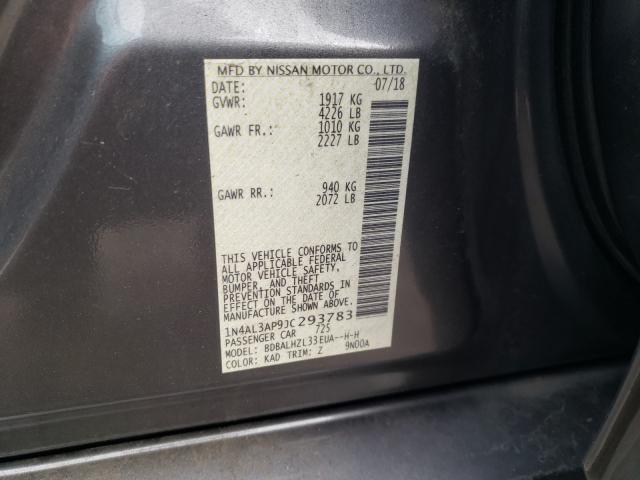 MFD BY NISSAN MOTOR CO., LTD.
DATE: 07/18
GVWR: 1917 KG
4226 LB
GAWR FR.: 1010 KG
2227 LB
GAWR RR.: 940 KG
2072 LB
THIS VEHICLE CONFORMS TO
ALL APPLICABLE FEDERAL
MOTOR VEHICLE SAFETY,
BUMPER, AND THEFT
PREVENTION STANDARDS IN
EFFECT ON THE DATE OF
MANUFACTURE SHOWN ABOVE.
1N4AL3AP9JC293783
PASSENGER CAR 725
MODEL: BDBALHZL33EUA--H-H
COLOR: KAD TRIM: Z 9N00A